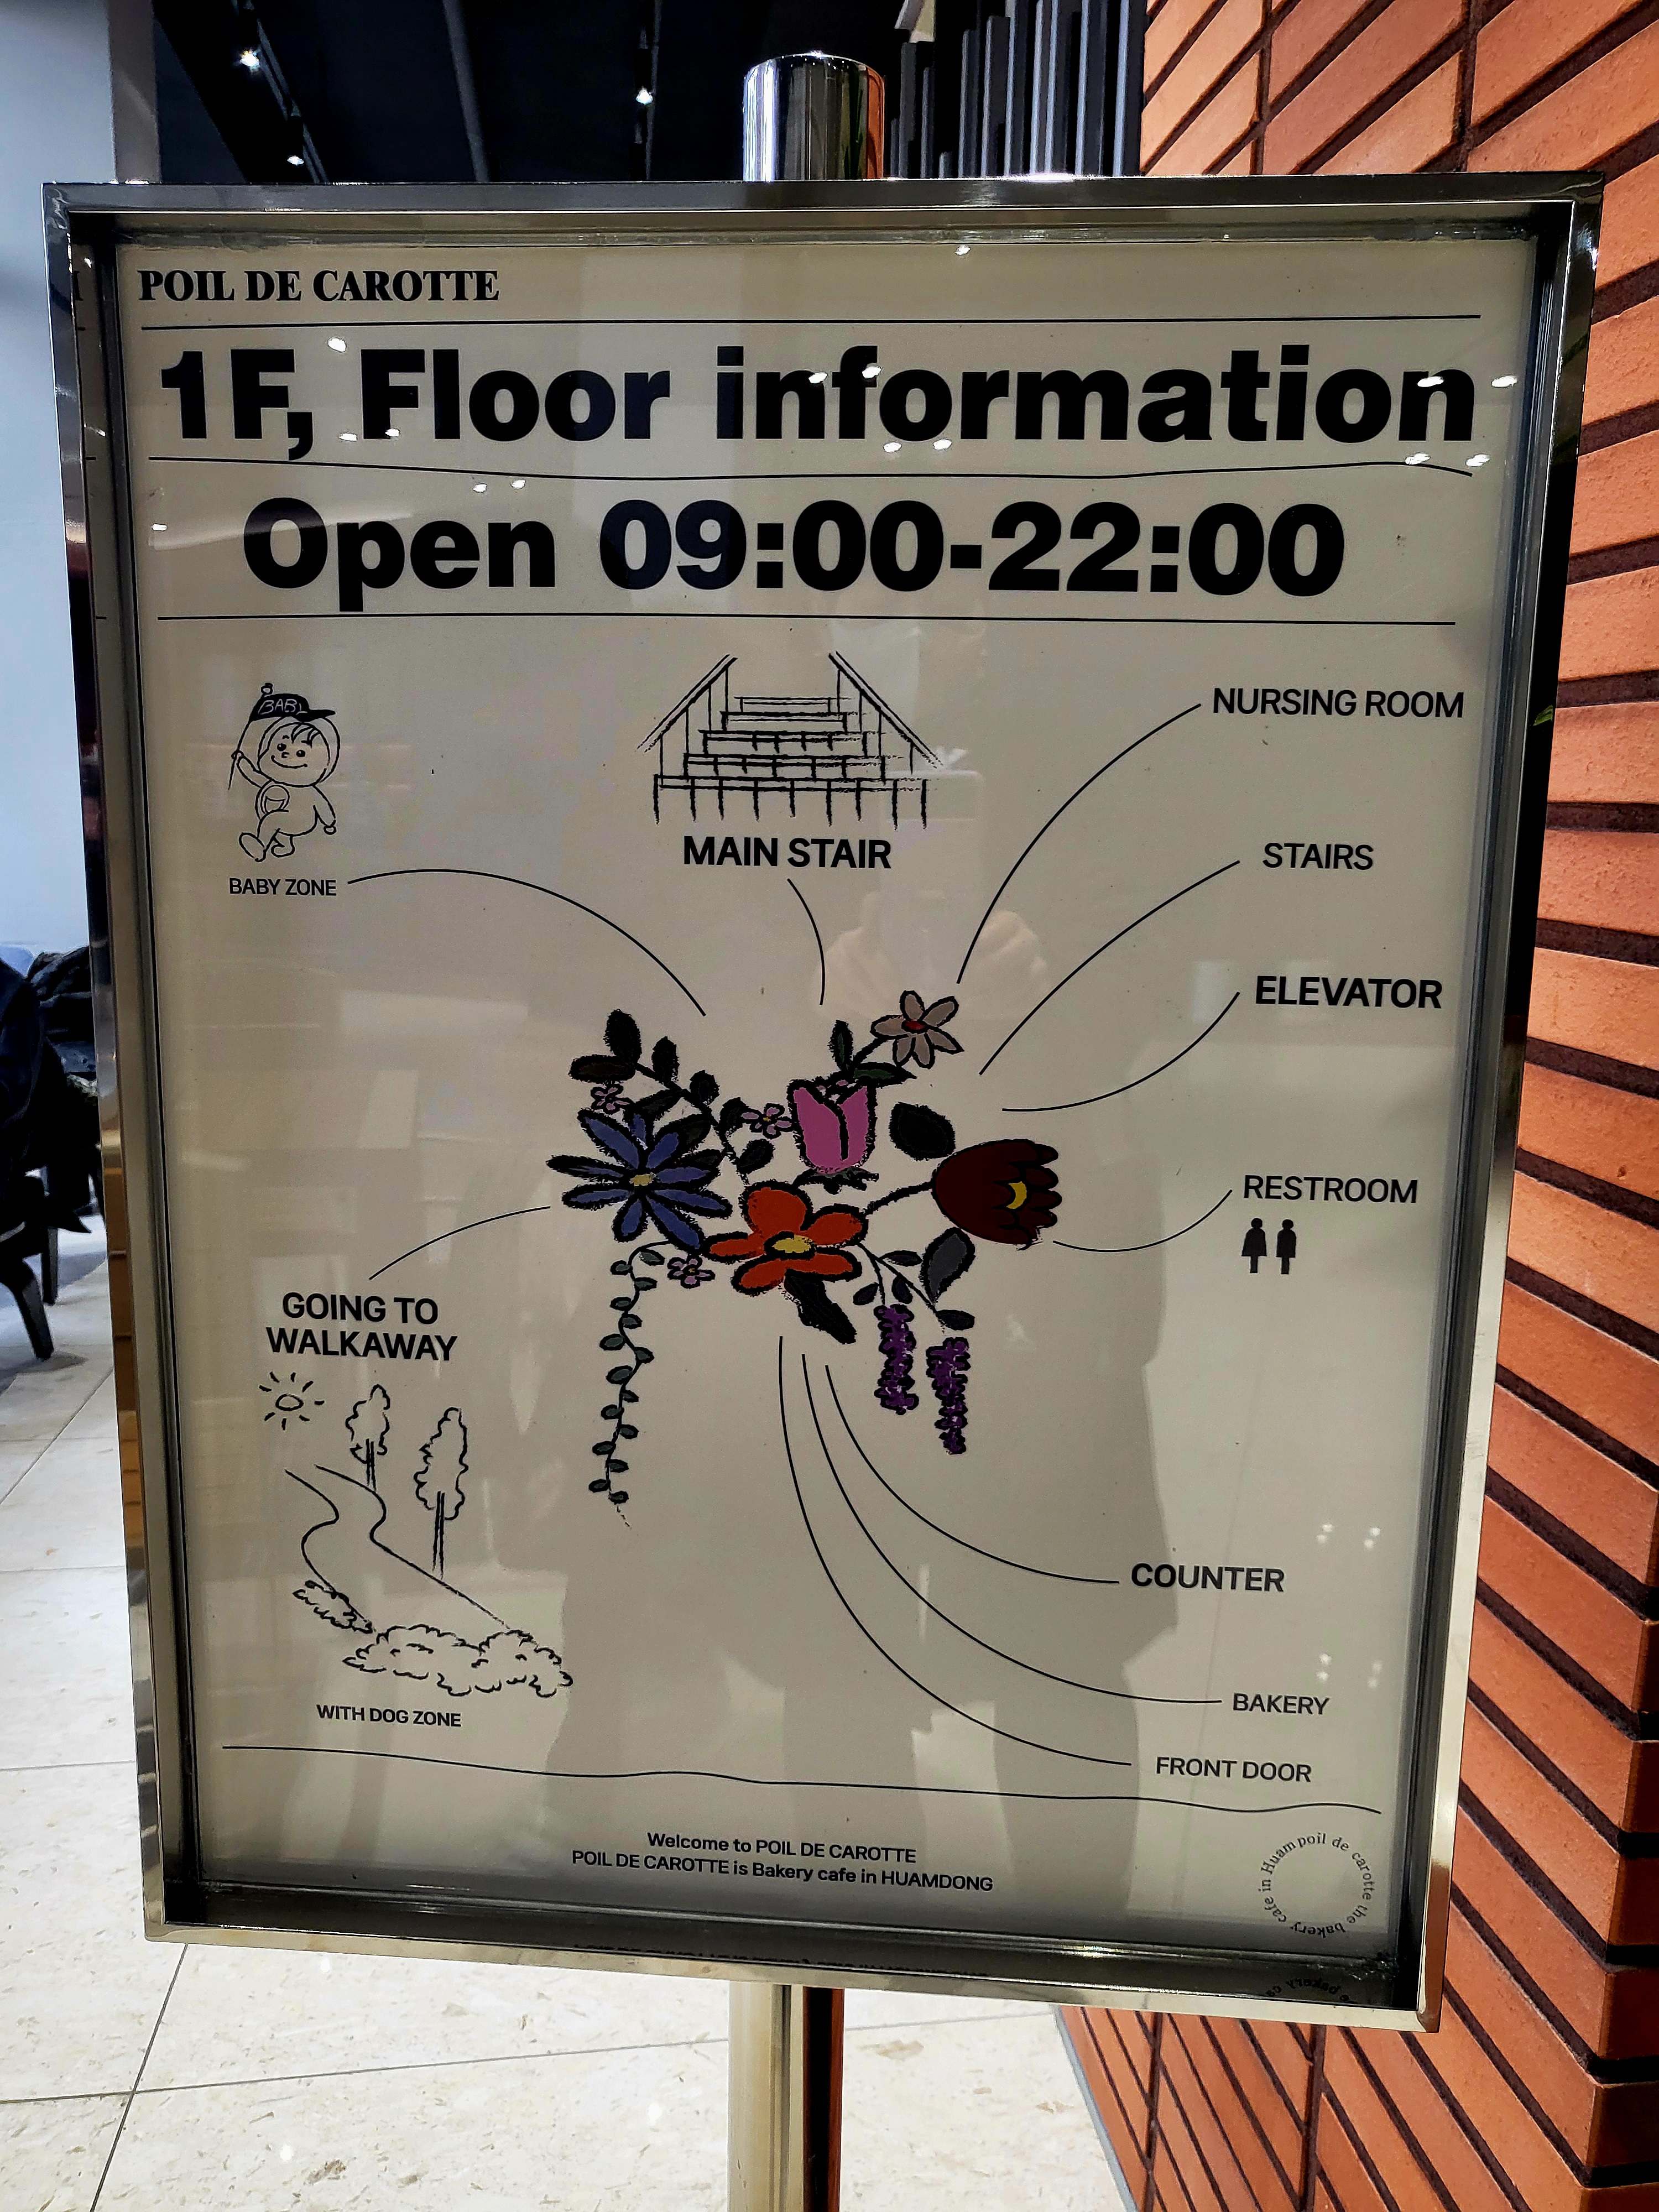 POIL DE CAROTTE
1F, Floor information
Open 09:00-22:00
BABY
BABY ZONE
MAIN STAIR
NURSING ROOM
STAIRS
ELEVATOR
RESTROOM
GOING TO
WALKAWAY
WITH DOG ZONE
COUNTER
BAKERY
FRONT DOOR
Welcome to POIL DE CAROTTE
POIL DE CAROTTE is Bakery cafe in HUAMDONG
poil de carotte the bakery cafe in Huam